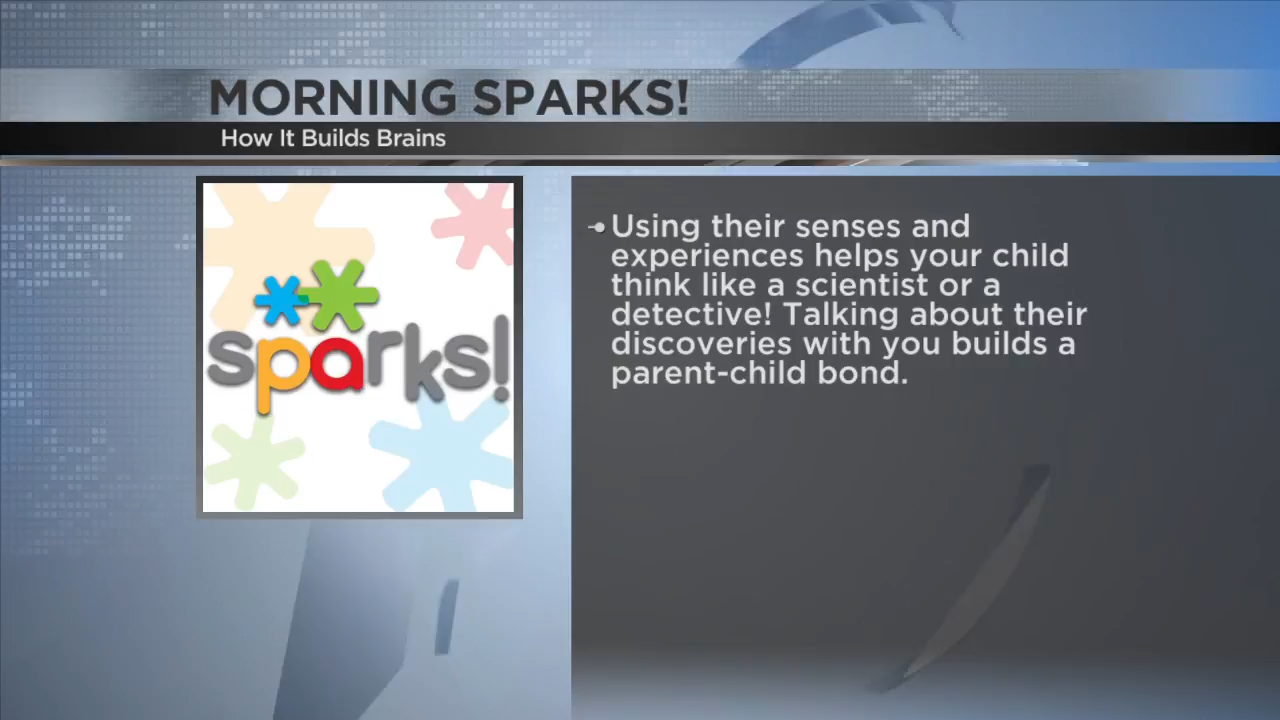 MORNING SPARKS!
How It Builds Brains
sparks!
Using their senses and
experiences helps your child
think like a scientist or a
detective! Talking about their
discoveries with you builds a
parent-child bond.